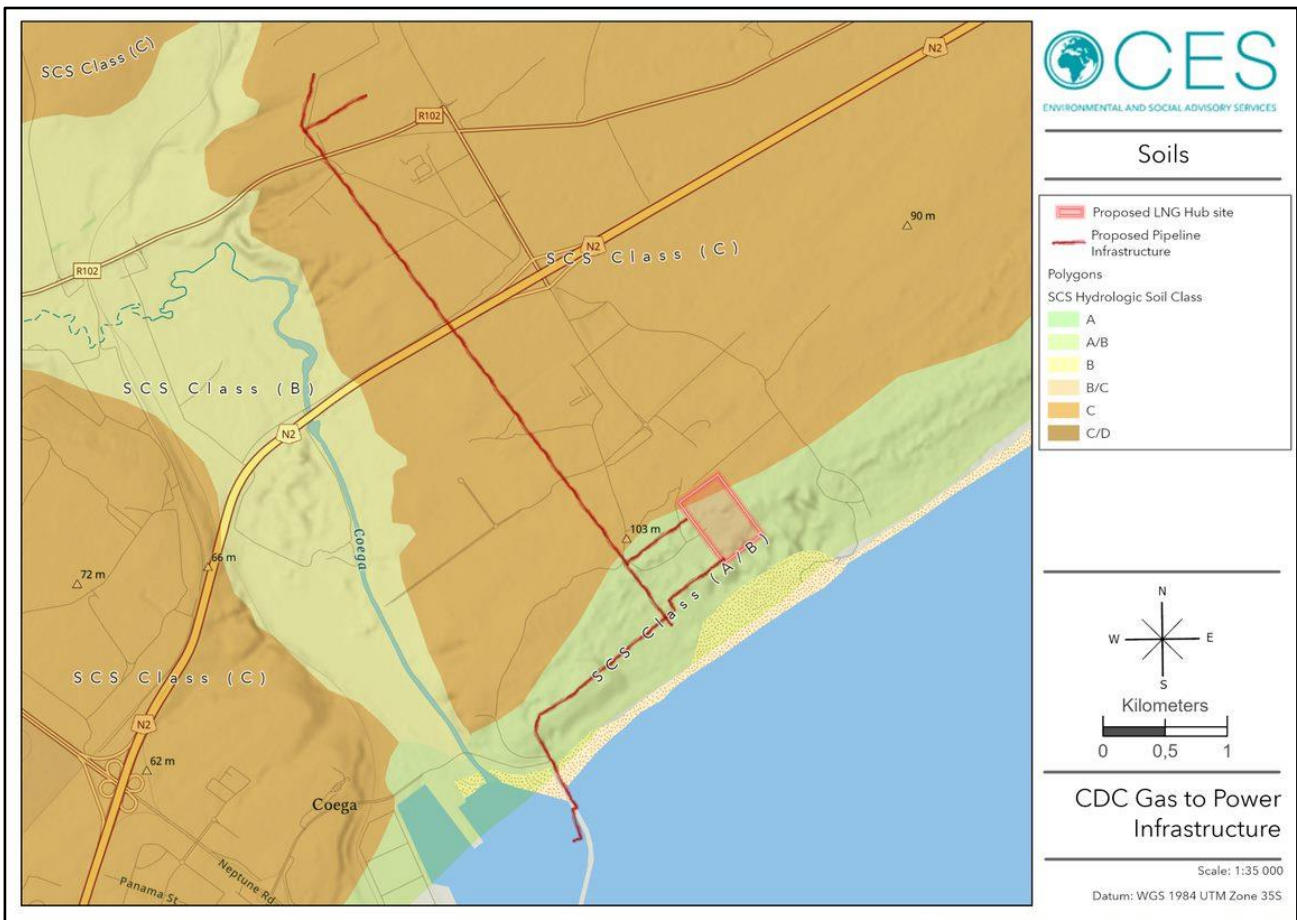 SCS Class (C)
N2
R102
90 m
N2
SCS Class (C)
R102
SCS Class (B)
N2
Coega
103 m
66 m
72 m
SCS Class (A/B)
SCS Class (C)
N2
62 m
Coega
Neptune Rd
Panama St
CES
ENVIRONMENTAL AND SOCIAL ADVISORY SERVICES
Soils
Proposed LNG Hub site
Proposed Pipeline
Infrastructure
Polygons
SCS Hydrologic Soil Class
A
A/B
B
B/C
C
C/D
N
W E
S
Kilometers
0 0,5 1
CDC Gas to Power
Infrastructure
Scale: 1:35 000
Datum: WGS 1984 UTM Zone 35S